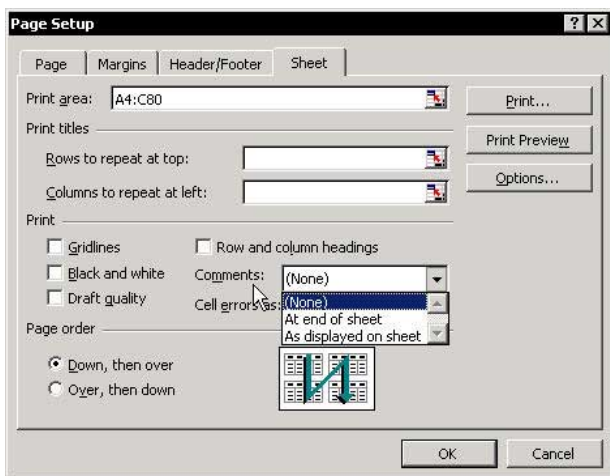 Page Setup
Page Margins Header/Footer Sheet
Print area: A4:C80 Print...
Print titles
Print Preview
Rows to repeat at top:
Columns to repeat at left: Options...
Print
Gridlines Row and column headings
Black and white Comments: (None)
Draft quality Cell errors as: (None)
At end of sheet
As displayed on sheet
Page order
Down, then over
Over, then down
OK Cancel